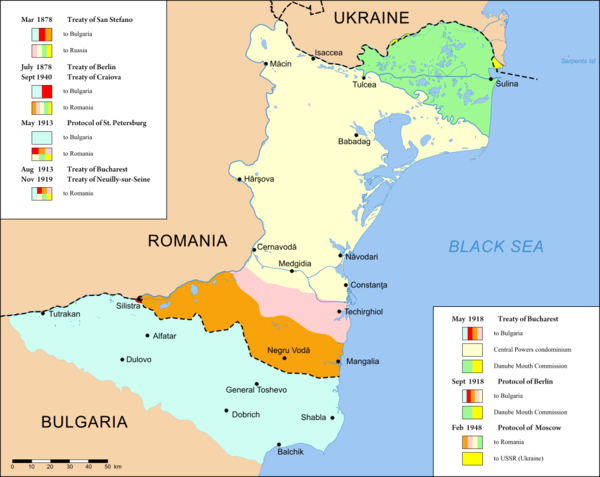 Mar 1878 Treaty of San Stefano
to Bulgaria
to Russia
July 1878 Treaty of Berlin
Sept 1940 Treaty of Craiova
to Bulgaria
to Romania
May 1913 Protocol of St. Petersburg
to Bulgaria
to Romania
Aug 1913 Treaty of Bucharest
Nov 1919 Treaty of Neuilly-sur-Seine
to Romania
UKRAINE
Isaccea
Măcin
Tulcea
Sulina
Serpents Isl
Babadag
Hârşova
ROMANIA
Cernavodă
Năvodari
BLACK SEA
Medgidia
Constanţa
Silistra
Techirghiol
Tutrakan
Alfatar
Negru Vodă
Dulovo
Mangalia
General Toshevo
Dobrich
Shabla
BULGARIA
Balchik
0 10 20 30 40 50 km
May 1918 Treaty of Bucharest
to Bulgaria
Central Powers condominium
Danube Mouth Commission
Sept 1918 Protocol of Berlin
to Bulgaria
Danube Mouth Commission
Feb 1948 Protocol of Moscow
to Romania
to USSR (Ukraine)